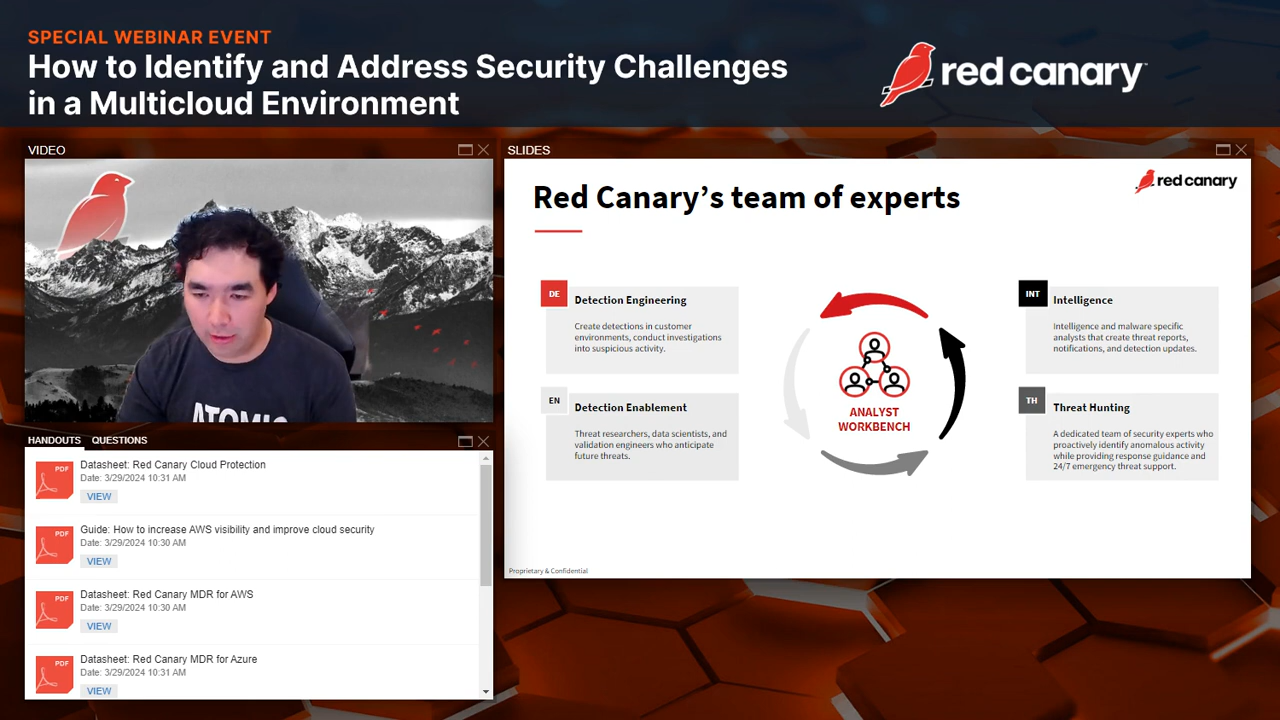 SPECIAL WEBINAR EVENT
How to Identify and Address Security Challenges
in a Multicloud Environment
red canary
VIDEO
ATOMIC
HANDOUTS QUESTIONS
PDF
Datasheet: Red Canary Cloud Protection
Date: 3/29/2024 10:31 AM
VIEW
PDF
Guide: How to increase AWS visibility and improve cloud security
Date: 3/29/2024 10:30 AM
VIEW
PDF
Datasheet: Red Canary MDR for AWS
Date: 3/29/2024 10:30 AM
VIEW
PDF
Datasheet: Red Canary MDR for Azure
Date: 3/29/2024 10:31 AM
VIEW
SLIDES
red canary
Red Canary’s team of experts
DE
Detection Engineering
Create detections in customer
environments, conduct investigations
into suspicious activity.
EN
Detection Enablement
Threat researchers, data scientists, and
validation engineers who anticipate
future threats.
ANALYST
WORKBENCH
INT
Intelligence
Intelligence and malware specific
analysts that create threat reports,
notifications, and detection updates.
TH
Threat Hunting
A dedicated team of security experts who
proactively identify anomalous activity
while providing response guidance and
24/7 emergency threat support.
Proprietary & Confidential